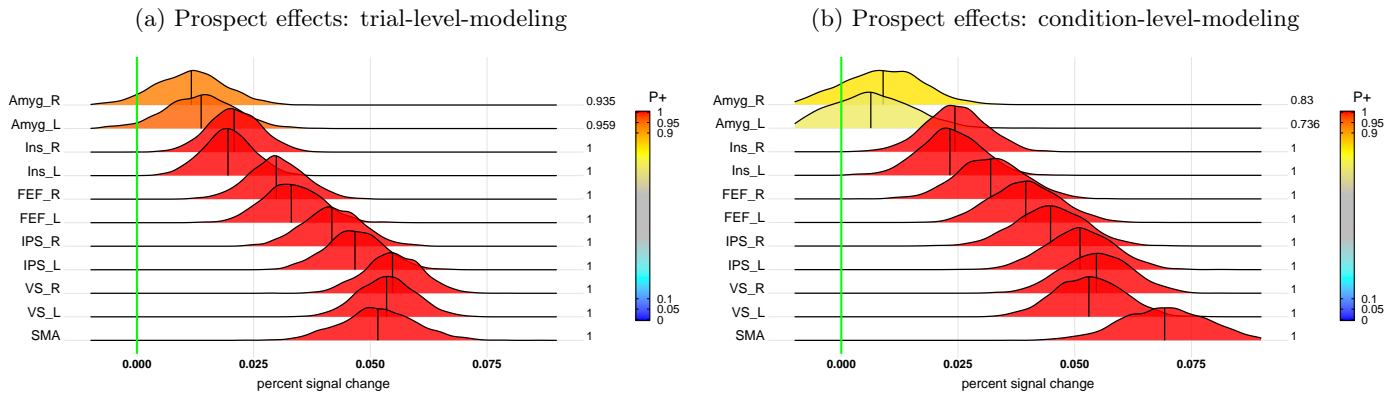 (a) Prospect effects: trial-level-modeling
Amyg_R
Amyg_L
Ins_R
Ins_L
FEF_R
FEF_L
IPS_R
IPS_L
VS_R
VS_L
SMA
0.935
0.959
1
1
1
1
1
1
1
1
1
0.000 0.025 0.050 0.075
percent signal change
P+
1
0.95
0.9
0.1
0.05
0
(b) Prospect effects: condition-level-modeling
Amyg_R
Amyg_L
Ins_R
Ins_L
FEF_R
FEF_L
IPS_R
IPS_L
VS_R
VS_L
SMA
0.83
0.736
1
1
1
1
1
1
1
1
1
0.000 0.025 0.050 0.075
percent signal change
P+
1
0.95
0.9
0.1
0.05
0